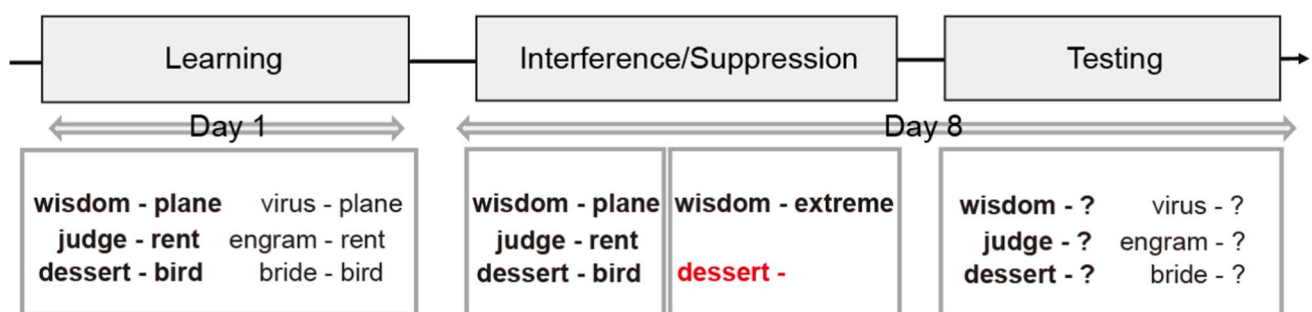 Learning
Interference/Suppression
Testing
Day 1
Day 8
wisdom - plane virus - plane
judge - rent engram - rent
dessert - bird bride - bird
wisdom - plane
judge - rent
dessert - bird
wisdom - extreme
dessert -
wisdom - ? virus - ?
judge - ? engram - ?
dessert - ? bride - ?